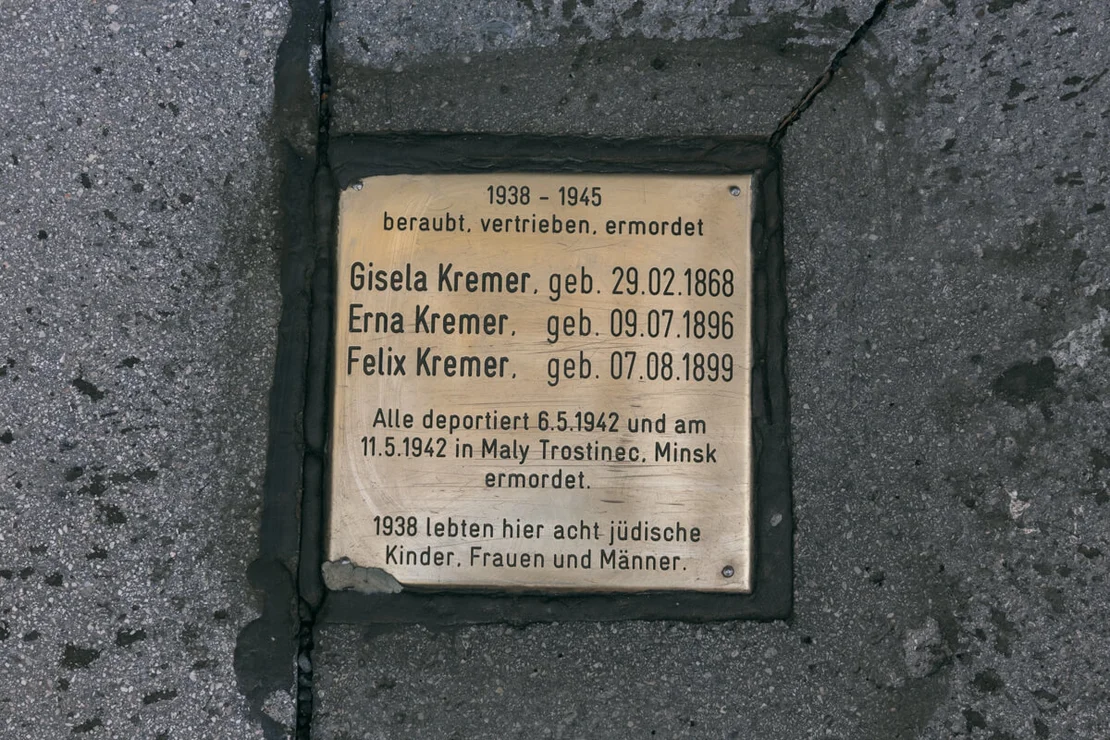 1938 - 1945
beraubt, vertrieben, ermordet
Gisela Kremer, geb. 29.02.1868
Erna Kremer, geb. 09.07.1896
Felix Kremer, geb. 07.08.1899
Alle deportiert 6.5.1942 und am
11.5.1942 in Maly Trostinec, Minsk
ermordet.
1938 lebten hier acht jüdische
Kinder, Frauen und Männer.